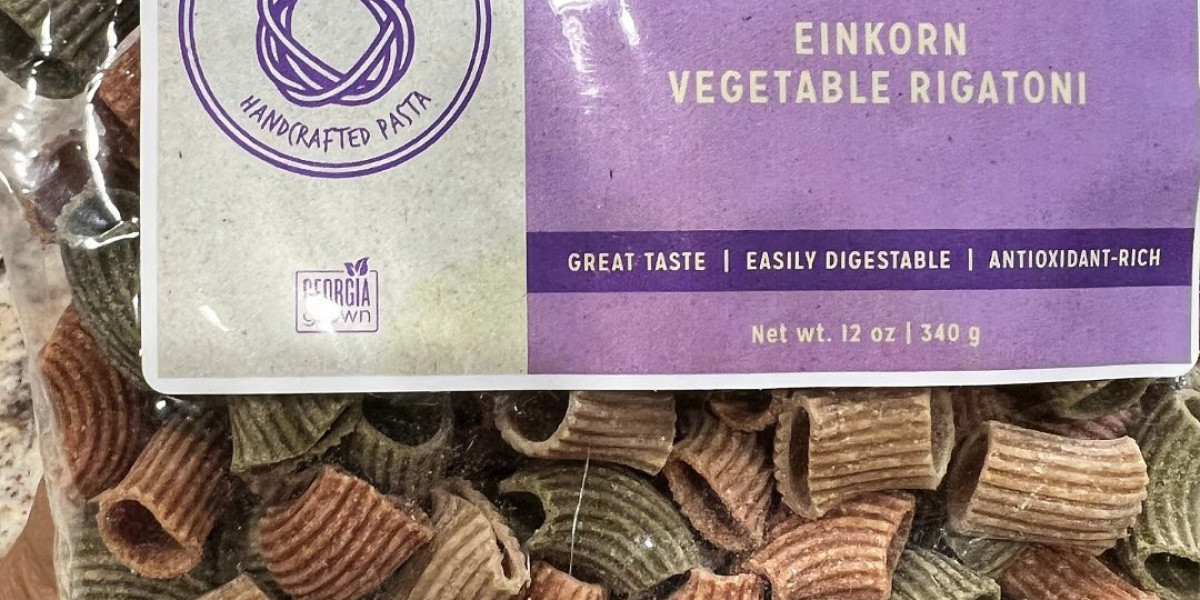 HANDCRAFTED PASTA
EINKORN
VEGETABLE RIGATONI
GREAT TASTE | EASILY DIGESTABLE | ANTIOXIDANT-RICH
GEORGIA
grown
Net wt. 12 oz | 340 g